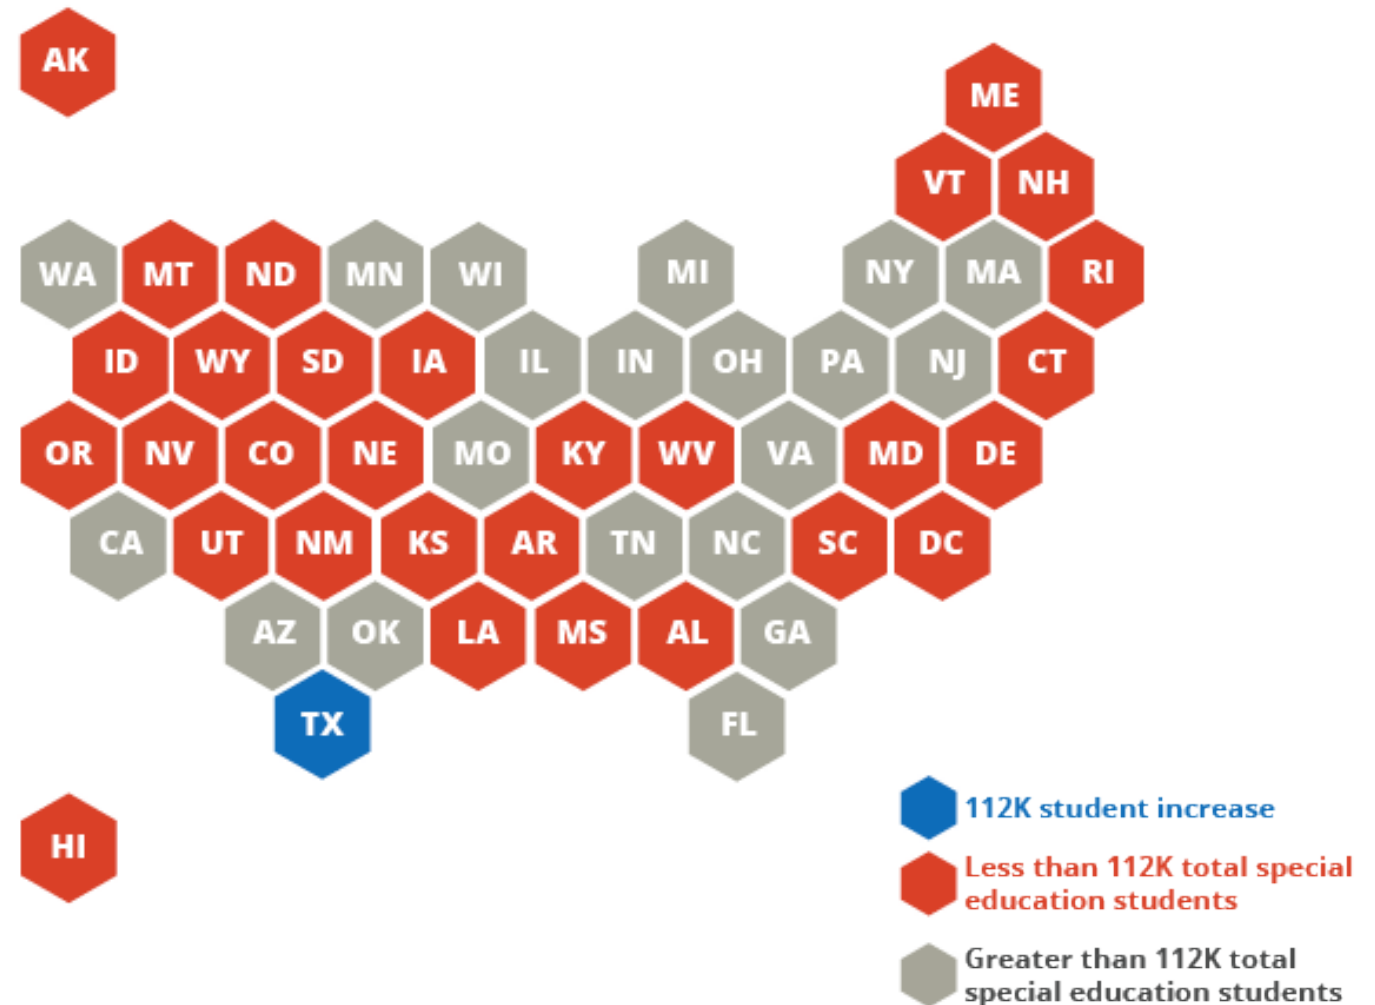 AK
ME
VT NH
WA MT ND MN WI MI NY MA RI
ID WY SD IA IL IN OH PA NJ CT
OR NV CO NE MO KY WV VA MD DE
CA UT NM KS AR TN NC SC DC
AZ OK LA MS AL GA
TX FL
HI
112K student increase
Less than 112K total special
education students
Greater than 112K total
special education students